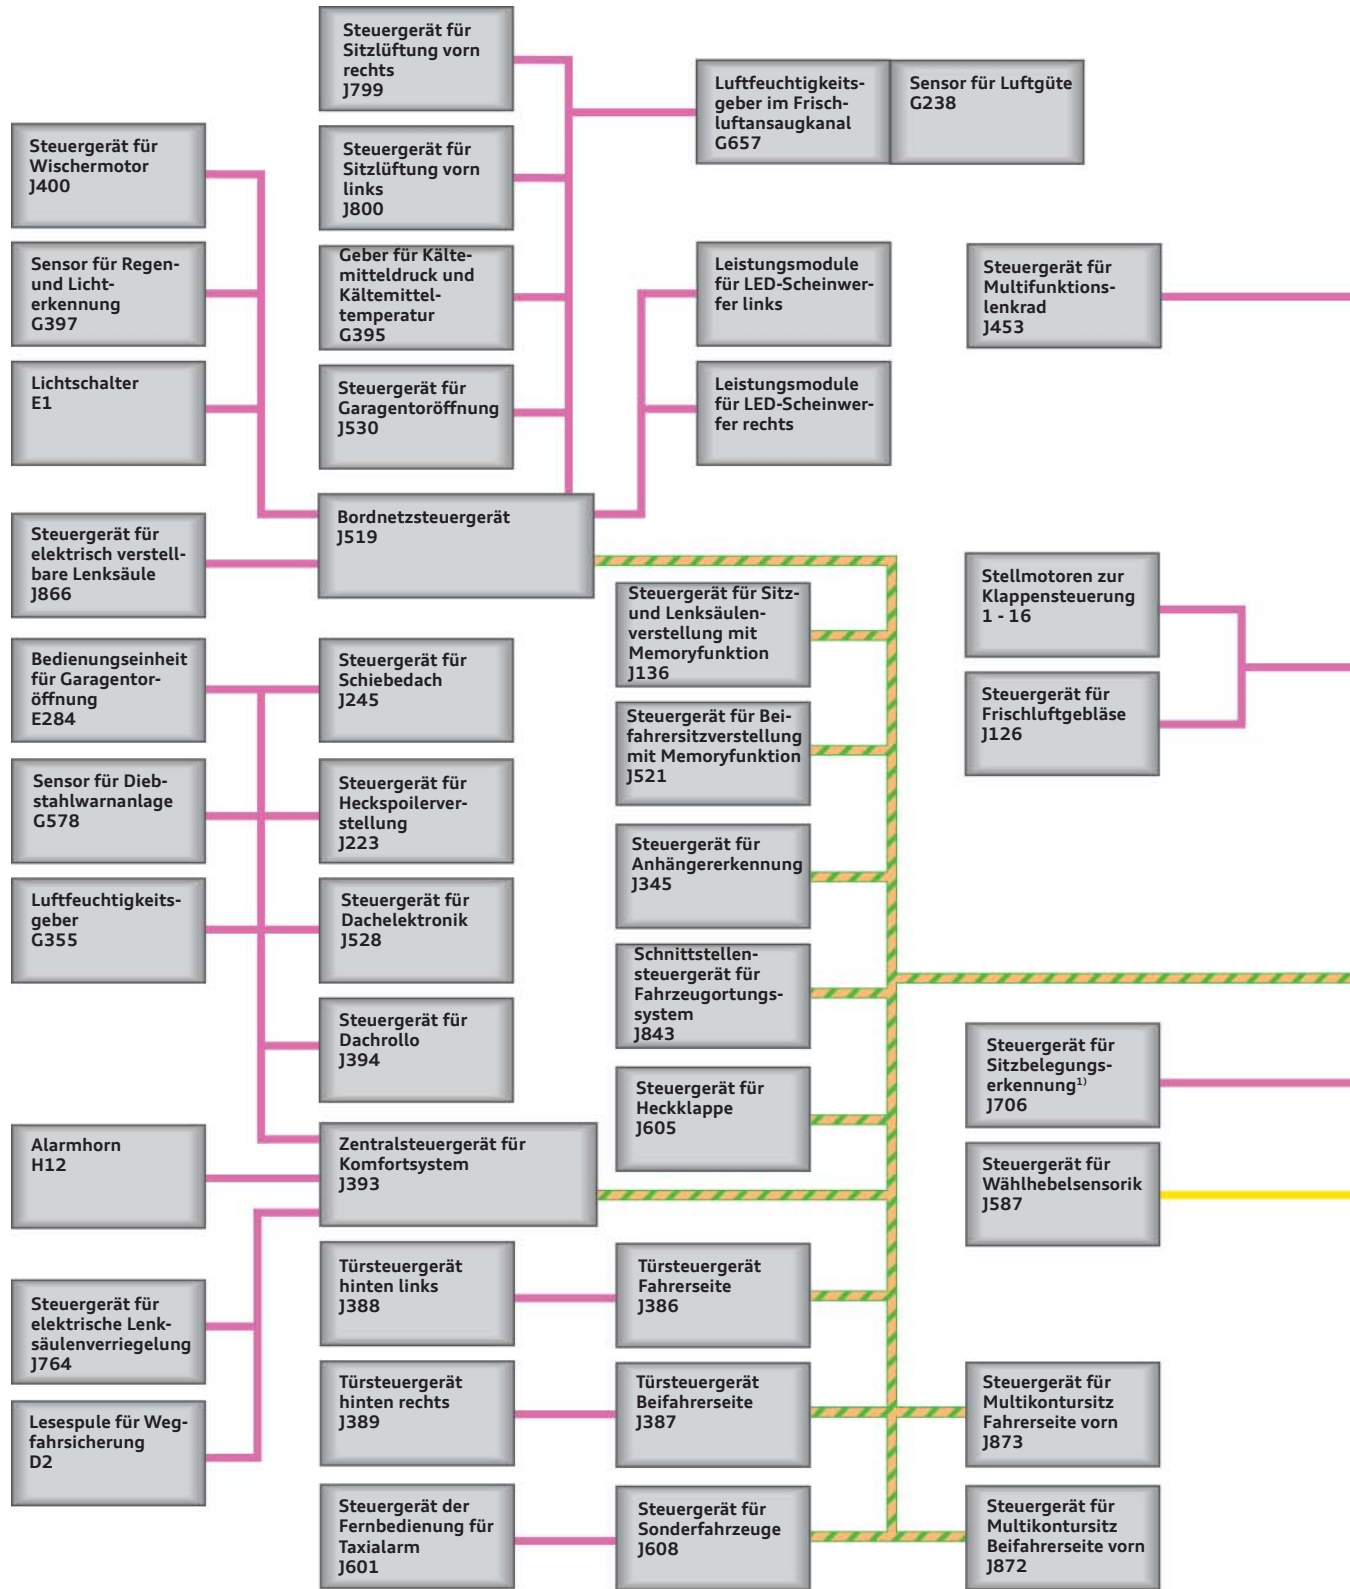 Steuergerät für
Sitzlüftung vorn
rechts
J799
Luftfeuchtigkeits-
geber im Frisch-
luftansaugkanal
G657
Sensor für Luftgüte
G238
Steuergerät für
Wischermotor
J400
Steuergerät für
Sitzlüftung vorn
links
J800
Sensor für Regen-
und Licht-
erkennung
G397
Geber für Kälte-
mitteldruck und
Kältemittel-
temperatur
G395
Leistungsmodule
für LED-Scheinwer-
fer links
Steuergerät für
Multifunktions-
lenkrad
J453
Lichtschalter
E1
Steuergerät für
Garagentoröffnung
J530
Leistungsmodule
für LED-Scheinwer-
fer rechts
Bordnetzsteuergerät
J519
Steuergerät für
elektrisch verstell-
bare Lenksäule
J866
Steuergerät für Sitz-
und Lenksäulen-
verstellung mit
Memoryfunktion
J136
Stellmotoren zur
Klappensteuerung
1 - 16
Bedienungseinheit
für Garagentor-
öffnung
E284
Steuergerät für
Schiebedach
J245
Steuergerät für Bei-
fahrersitzverstellung
mit Memoryfunktion
J521
Steuergerät für
Frischluftgebläse
J126
Sensor für Dieb-
stahlwarnanlage
G578
Steuergerät für
Heckspoilerver-
stellung
J223
Steuergerät für
Anhängererkennung
J345
Luftfeuchtigkeits-
geber
G355
Steuergerät für
Dachelektronik
J528
Schnittstellen-
steuergerät für
Fahrzeugortungs-
system
J843
Steuergerät für
Dachrollo
J394
Steuergerät für
Heckklappe
J605
Steuergerät für
Sitzbelegungs-
erkennung¹⁾
J706
Alarmhorn
H12
Zentralsteuergerät für
Komfortsystem
J393
Steuergerät für
Wählhebelsensorik
J587
Steuergerät für
elektrische Lenk-
säulenverriegelung
J764
Türsteuergerät
hinten links
J388
Türsteuergerät
Fahrerseite
J386
Lesespule für Weg-
fahrsicherung
D2
Türsteuergerät
hinten rechts
J389
Türsteuergerät
Beifahrerseite
J387
Steuergerät für
Multikontursitz
Fahrerseite vorn
J873
Steuergerät der
Fernbedienung für
Taxialarm
J601
Steuergerät für
Sonderfahrzeuge
J608
Steuergerät für
Multikontursitz
Beifahrerseite vorn
J872